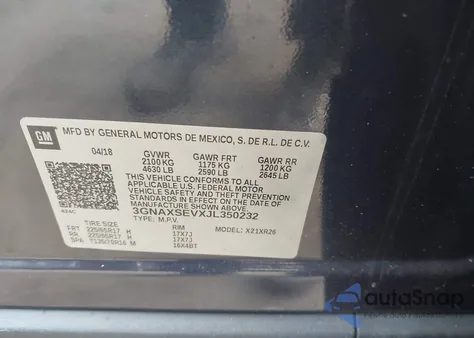 GM
MFD BY GENERAL MOTORS DE MEXICO, S. DE R.L. DE C.V.
04/18 GVWR GAWR FRT GAWR RR
2100 KG 1175 KG 1200 KG
4630 LB 2590 LB 2645 LB
THIS VEHICLE CONFORMS TO ALL
APPLICABLE U.S. FEDERAL MOTOR
VEHICLE SAFETY AND THEFT
PREVENTION STANDARDS IN EFFECT ON
THE DATE OF MANUFACTURE SHOWN ABOVE.
3GNAXSEVXJL350232
TYPE: M.P.V. MODEL: X21XR26
TIRE SIZE RIM
FRT 225/65R17 H 17X7J
RR 225/65R17 H 17X7J
SPA T135/70R16 M 16X4BT
autoSnap